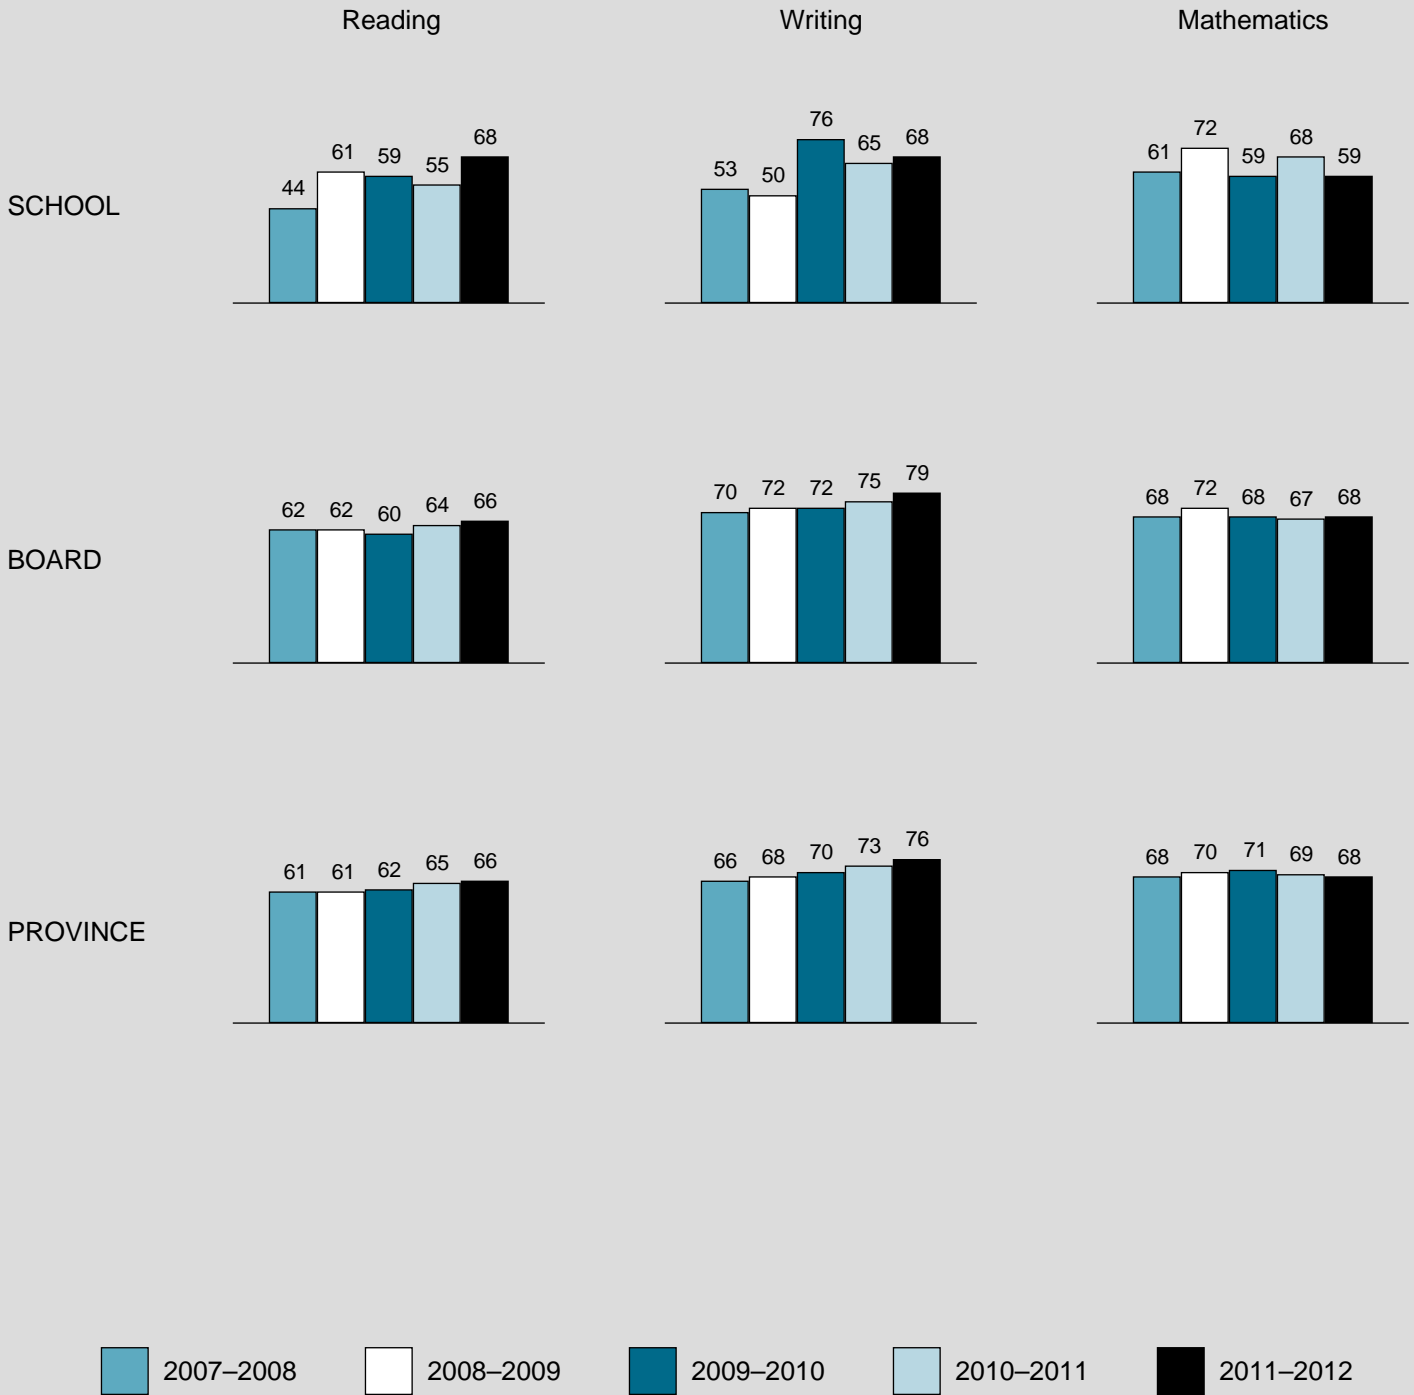 Reading Writing Mathematics
SCHOOL
44 61 59 55 68
53 50 76 65 68
61 72 59 68 59
BOARD
62 62 60 64 66
70 72 72 75 79
68 72 68 67 68
PROVINCE
61 61 62 65 66
66 68 70 73 76
68 70 71 69 68
2007–2008 2008–2009 2009–2010 2010–2011 2011–2012